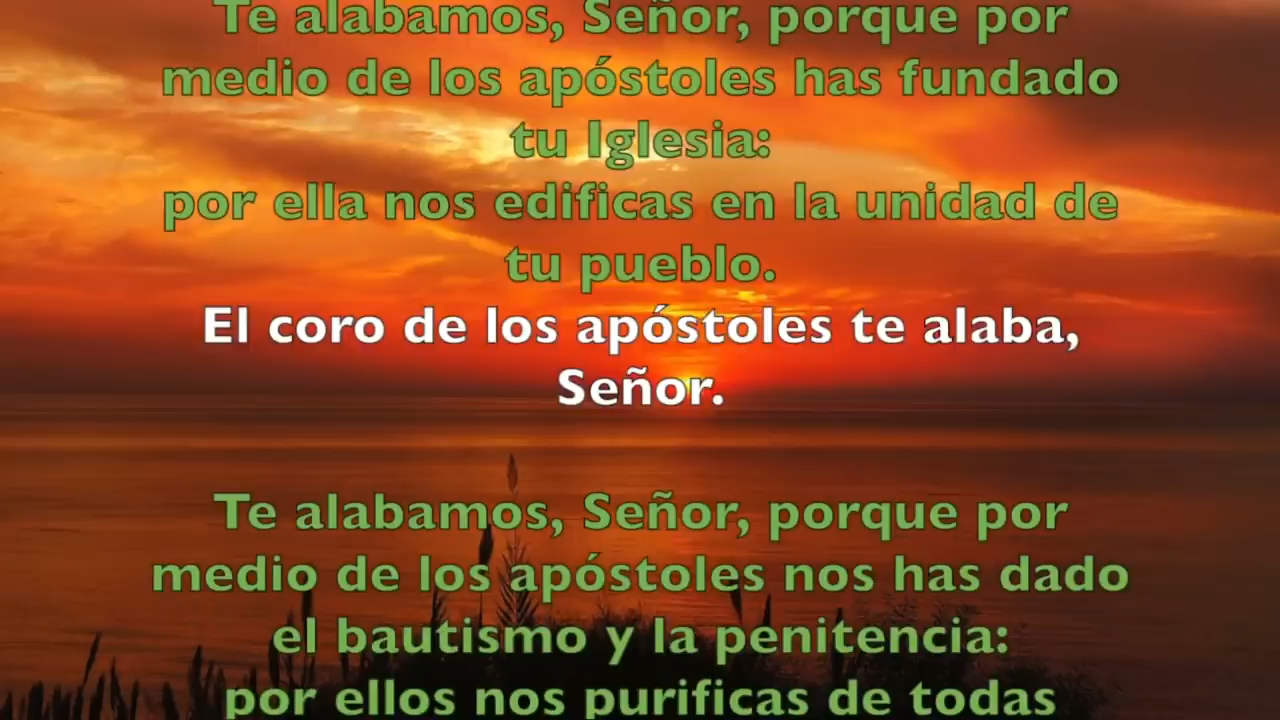 Te alabamos, Señor, porque por
medio de los apóstoles has fundado
tu Iglesia:
por ella nos edificas en la unidad de
tu pueblo.
El coro de los apóstoles te alaba,
Señor.
Te alabamos, Señor, porque por
medio de los apóstoles nos has dado
el bautismo y la penitencia:
por ellos nos purificas de todas